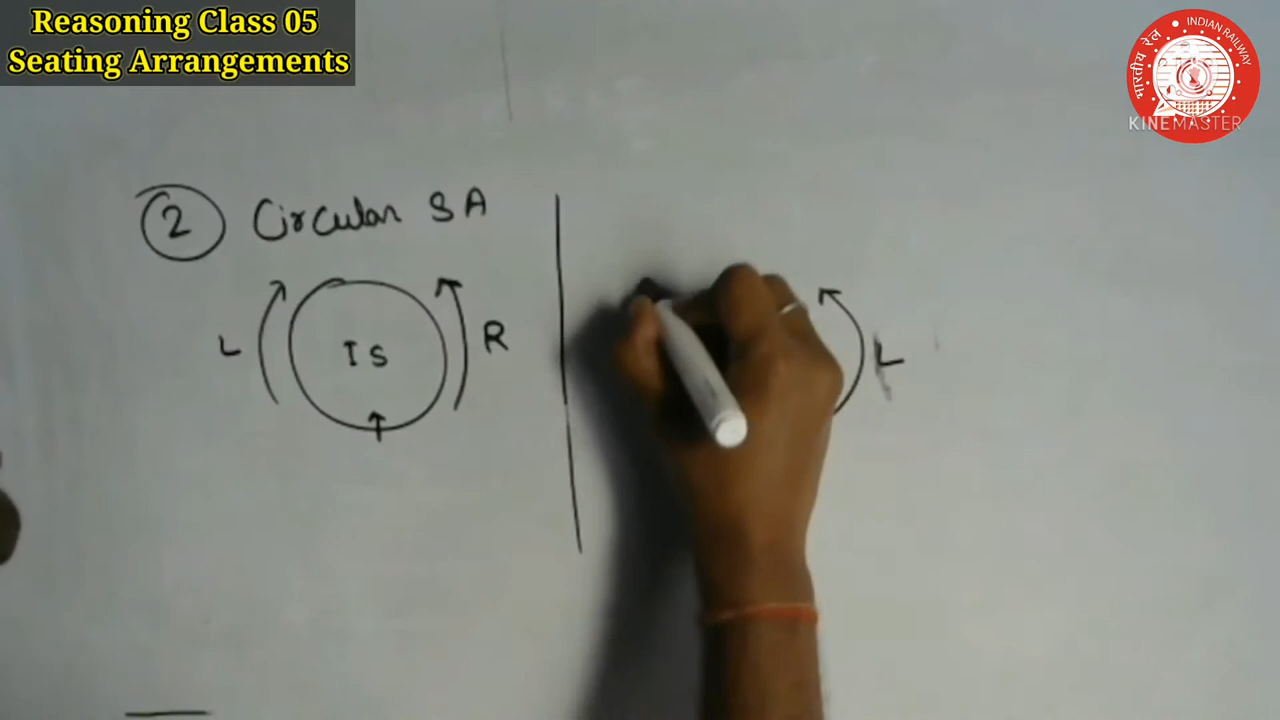 Reasoning Class 05
Seating Arrangements
भारतीय रेल
INDIAN RAILWAY
KINEMASTER
2 Circular SA
L
IS
R
L